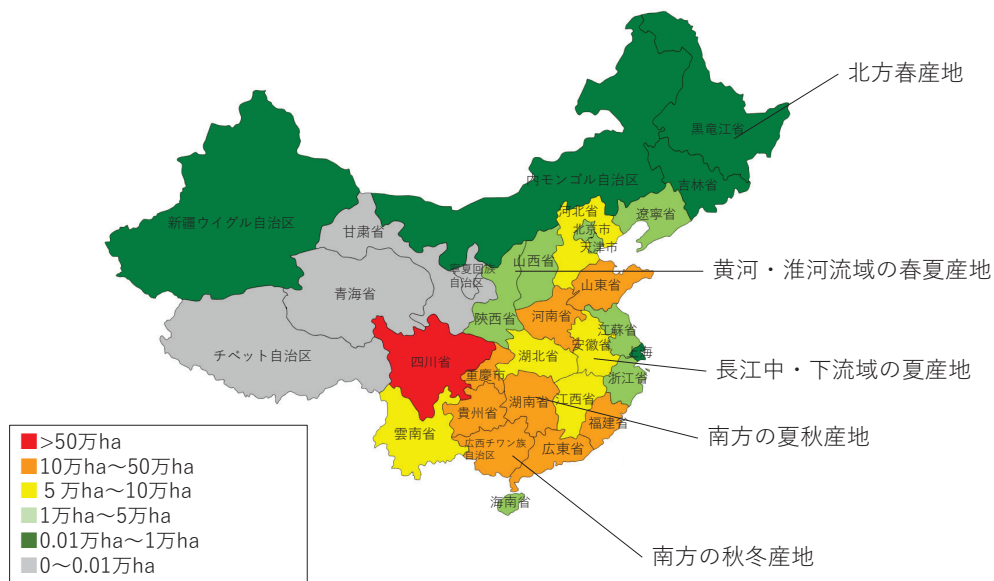 北方春産地
黒竜江省
内モンゴル自治区
吉林省
新疆ウイグル自治区
河北省
遼寧省
甘粛省
北京市
天津市
山西省
寧夏回族
自治区
黄河・淮河流域の春夏産地
山東省
青海省
陝西省
河南省
江蘇省
安徽省
上海
チベット自治区
四川省
湖北省
長江中・下流域の夏産地
重慶市
浙江省
湖南省
江西省
貴州省
福建省
雲南省
南方の夏秋産地
広西チワン族
自治区
広東省
海南省
南方の秋冬産地
>50万ha
10万ha～50万ha
５万ha～10万ha
1万ha～5万ha
0.01万ha～1万ha
0～0.01万ha